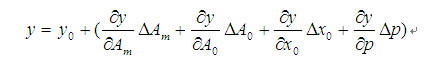 y = y₀ + (∂y/∂Aₘ ΔAₘ + ∂y/∂A₀ ΔA₀ + ∂y/∂x₀ Δx₀ + ∂y/∂p Δp)↵